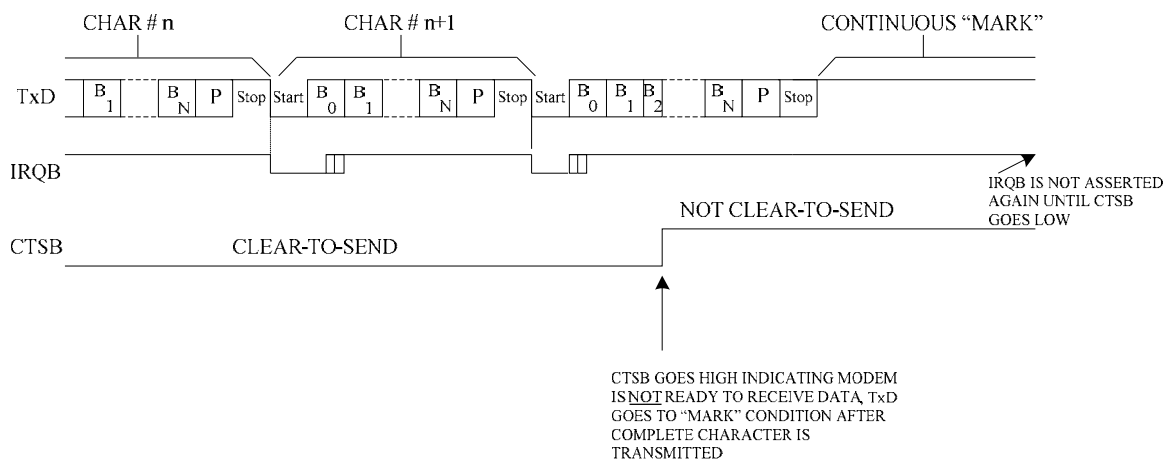 CHAR # n
CHAR # n+1
CONTINUOUS “MARK”
TxD
B1 BN P Stop Start B0 B1 BN P Stop Start B0 B1 B2 BN P Stop
IRQB
IRQB IS NOT ASSERTED
AGAIN UNTIL CTSB
GOES LOW
NOT CLEAR-TO-SEND
CTSB
CLEAR-TO-SEND
CTSB GOES HIGH INDICATING MODEM
IS NOT READY TO RECEIVE DATA, TxD
GOES TO “MARK” CONDITION AFTER
COMPLETE CHARACTER IS
TRANSMITTED